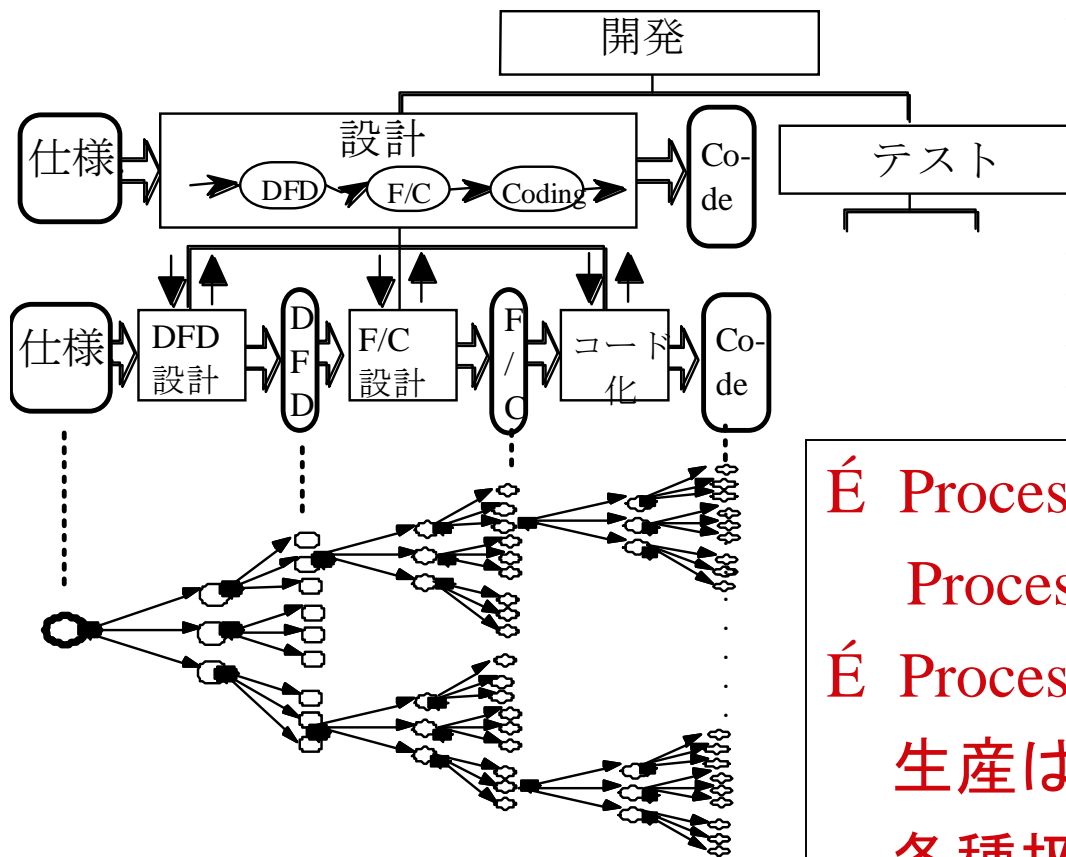 開発
仕様
設計
DFD
F/C
Coding
Co-
de
テスト
仕様
DFD
設計
D
F
D
F/C
設計
F
/
C
コード
化
Co-
de
É Proces
Proces
É Proces
生産は